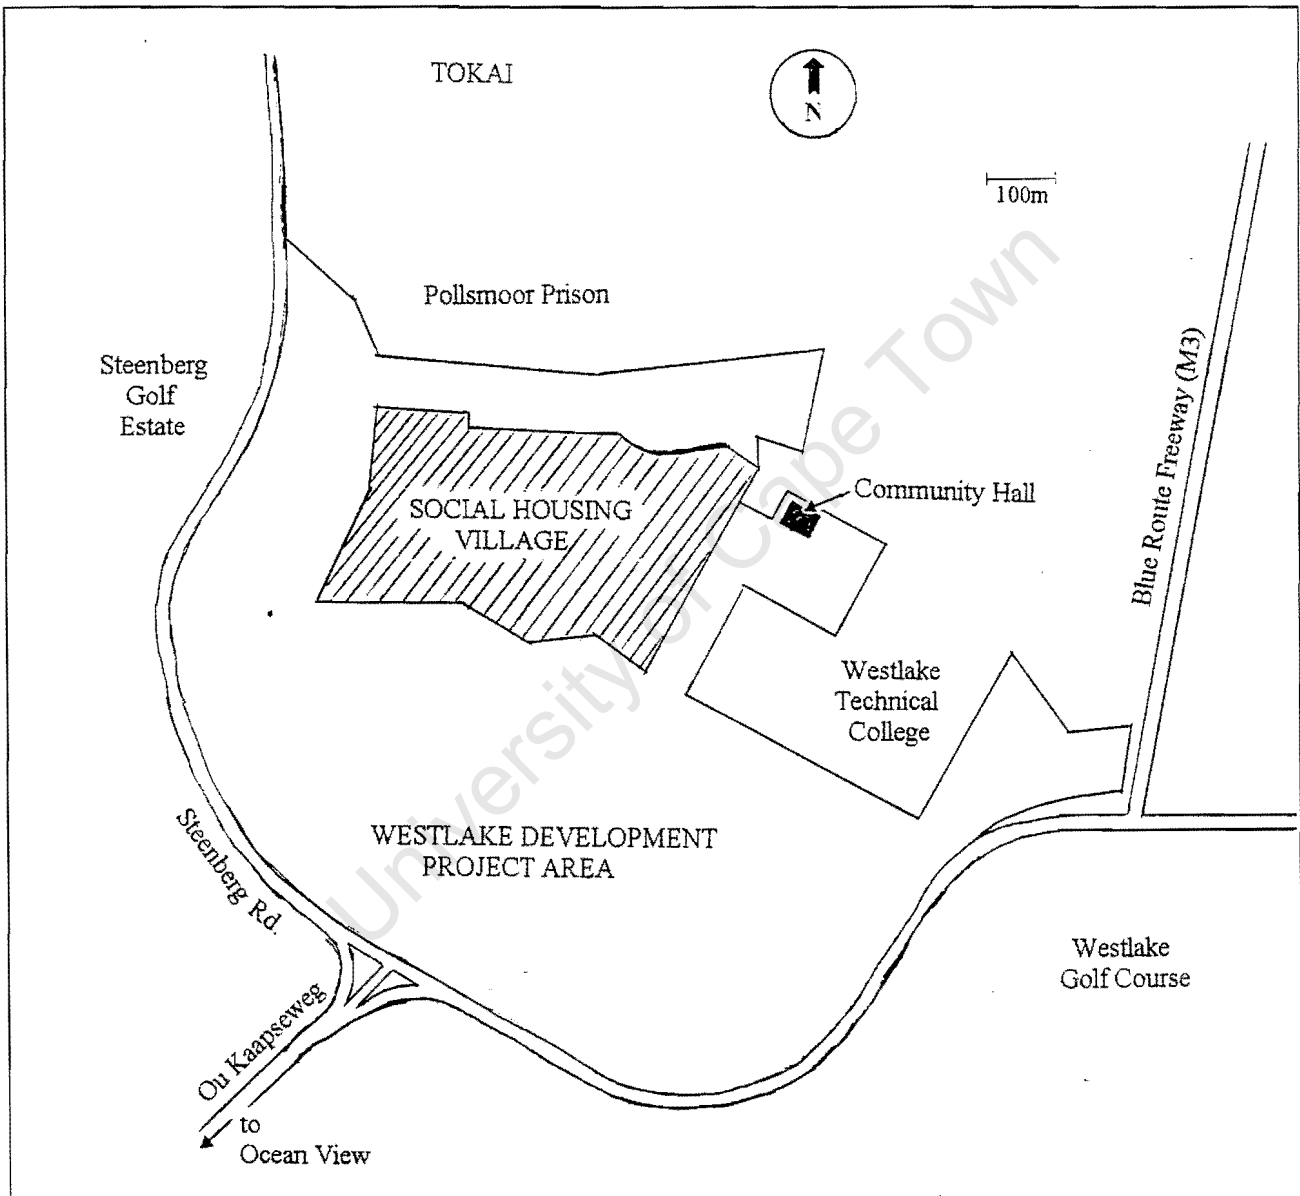 TOKAI
N
100m
Pollsmoor Prison
Steenberg
Golf
Estate
Blue Route Freeway (M3)
Community Hall
SOCIAL HOUSING
VILLAGE
Westlake
Technical
College
WESTLAKE DEVELOPMENT
PROJECT AREA
Steenberg Rd.
Westlake
Golf Course
Ou Kaapseweg
to
Ocean View
University of Cape Town